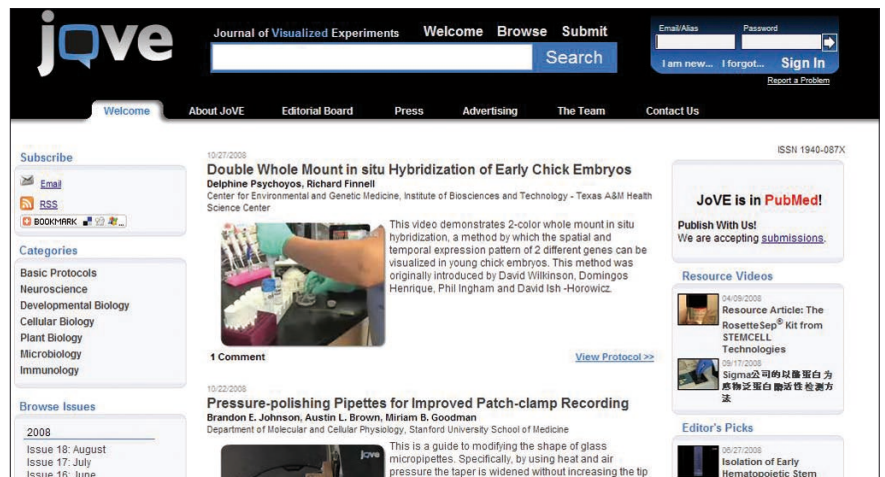 jove
Journal of Visualized Experiments
Welcome Browse Submit
Search
Email/Alias Password
I am new... I forgot... Sign In
Report a Problem
Welcome About JoVE Editorial Board Press Advertising The Team Contact Us
Subscribe
Email
RSS
BOOKMARK
Categories
Basic Protocols
Neuroscience
Developmental Biology
Cellular Biology
Plant Biology
Microbiology
Immunology
Browse Issues
2008
Issue 18: August
Issue 17: July
Issue 16: June
10/27/2008
Double Whole Mount in situ Hybridization of Early Chick Embryos
Delphine Psychoyos, Richard Finnell
Center for Environmental and Genetic Medicine, Institute of Biosciences and Technology - Texas A&M Health
Science Center
This video demonstrates 2-color whole mount in situ
hybridization, a method by which the spatial and
temporal expression pattern of 2 different genes can be
visualized in young chick embryos. This method was
originally introduced by David Wilkinson, Domingos
Henrique, Phil Ingham and David Ish -Horowicz.
1 Comment
View Protocol >>
10/22/2008
Pressure-polishing Pipettes for Improved Patch-clamp Recording
Brandon E. Johnson, Austin L. Brown, Miriam B. Goodman
Department of Molecular and Cellular Physiology, Stanford University School of Medicine
jove
This is a guide to modifying the shape of glass
micropipettes. Specifically, by using heat and air
pressure the taper is widened without increasing the tip
ISSN 1940-087X
JoVE is in PubMed!
Publish With Us!
We are accepting submissions.
Resource Videos
04/09/2008
Resource Article: The
RosetteSep® Kit from
STEMCELL
Technologies
09/17/2008
Sigma公司的以酪蛋白为
底物泛蛋白酶活性检测方
法
Editor's Picks
06/27/2008
Isolation of Early
Hematopoietic Stem